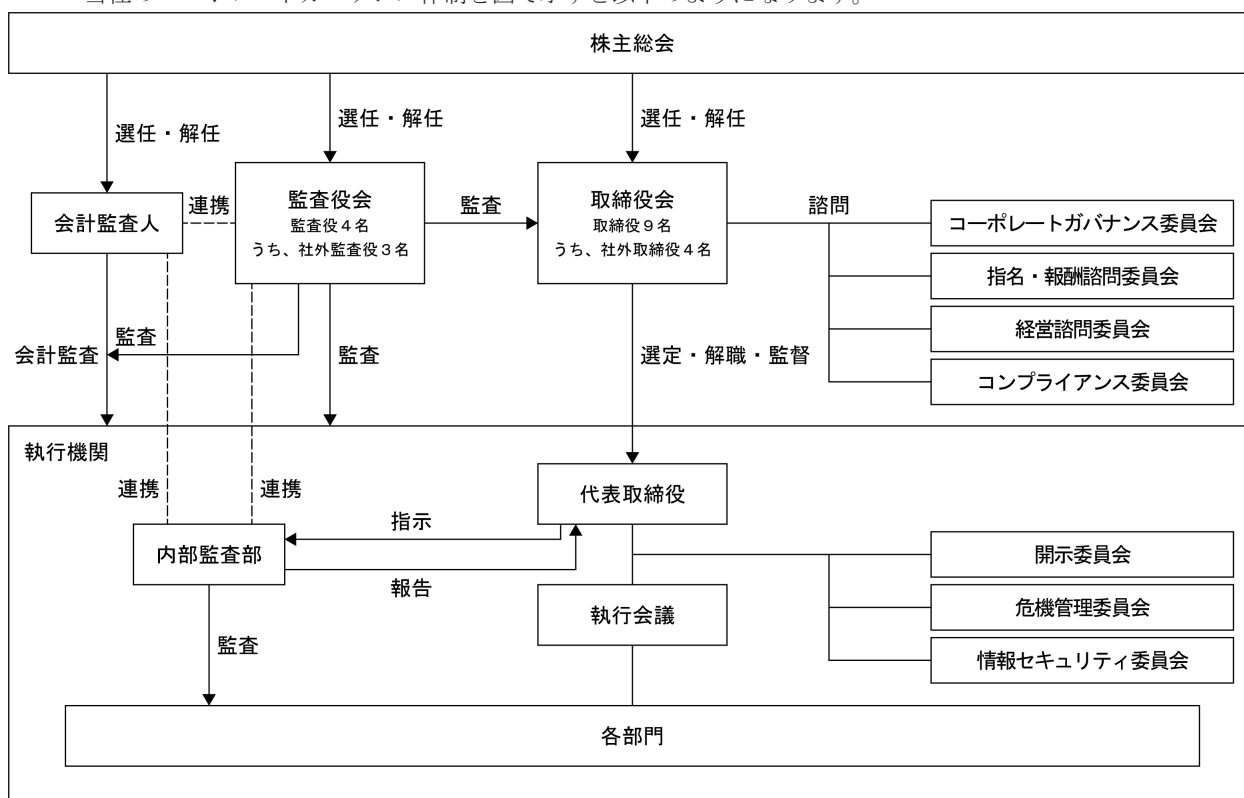 株主総会
選任・解任
選任・解任
選任・解任
会計監査人
連携
監査役会
監査役4名
うち、社外監査役3名
監査
取締役会
取締役9名
うち、社外取締役4名
諮問
コーポレートガバナンス委員会
指名・報酬諮問委員会
経営諮問委員会
コンプライアンス委員会
会計監査
監査
監査
選定・解職・監督
執行機関
連携
連携
代表取締役
指示
内部監査部
報告
執行会議
開示委員会
危機管理委員会
情報セキュリティ委員会
監査
各部門